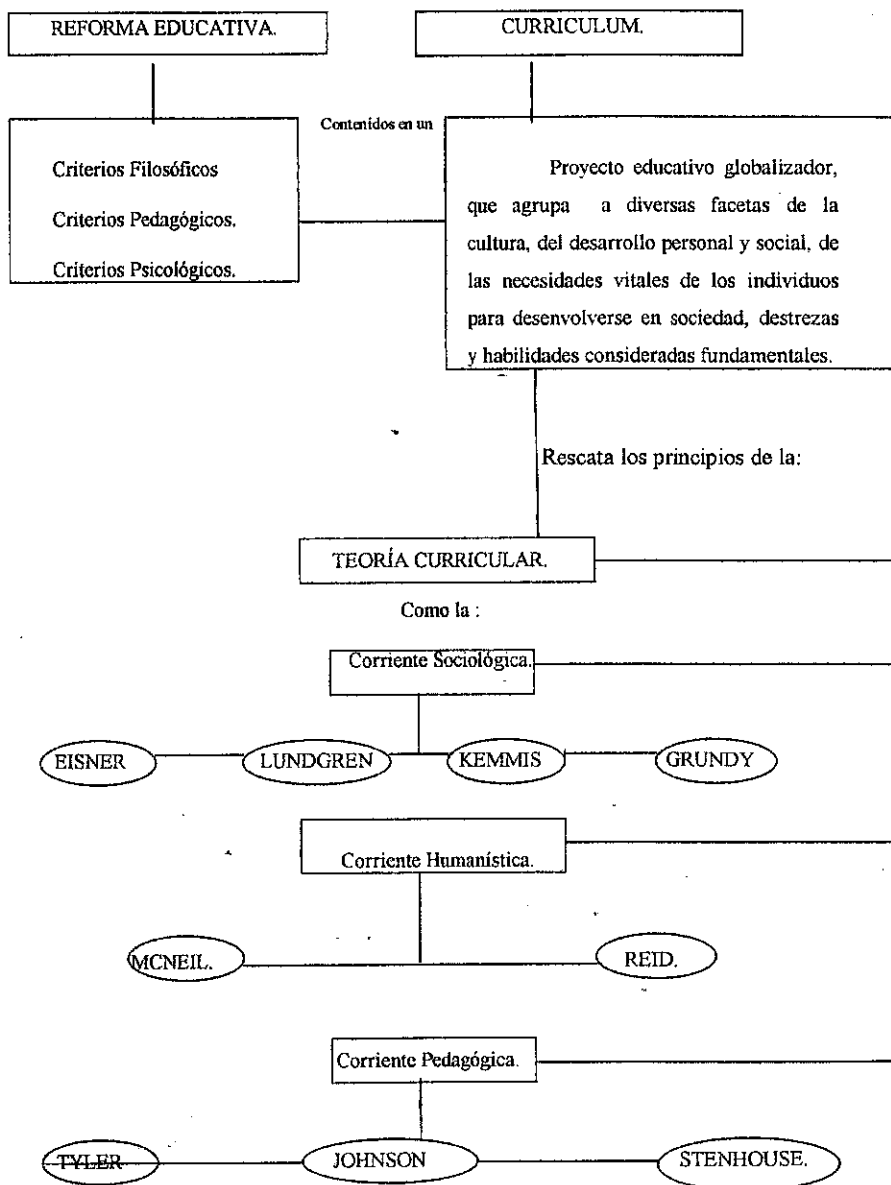 REFORMA EDUCATIVA.
CURRICULUM.
Contenidos en un
Criterios Filosóficos
Criterios Pedagógicos.
Criterios Psicológicos.
Proyecto educativo globalizador,
que agrupa a diversas facetas de la
cultura, del desarrollo personal y social, de
las necesidades vitales de los individuos
para desenvolverse en sociedad, destrezas
y habilidades consideradas fundamentales.
Rescata los principios de la:
TEORÍA CURRICULAR.
Como la :
Corriente Sociológica.
EISNER
LUNDGREN
KEMMIS
GRUNDY
Corriente Humanística.
MCNEIL.
REID.
Corriente Pedagógica.
TYLER
JOHNSON
STENHOUSE.